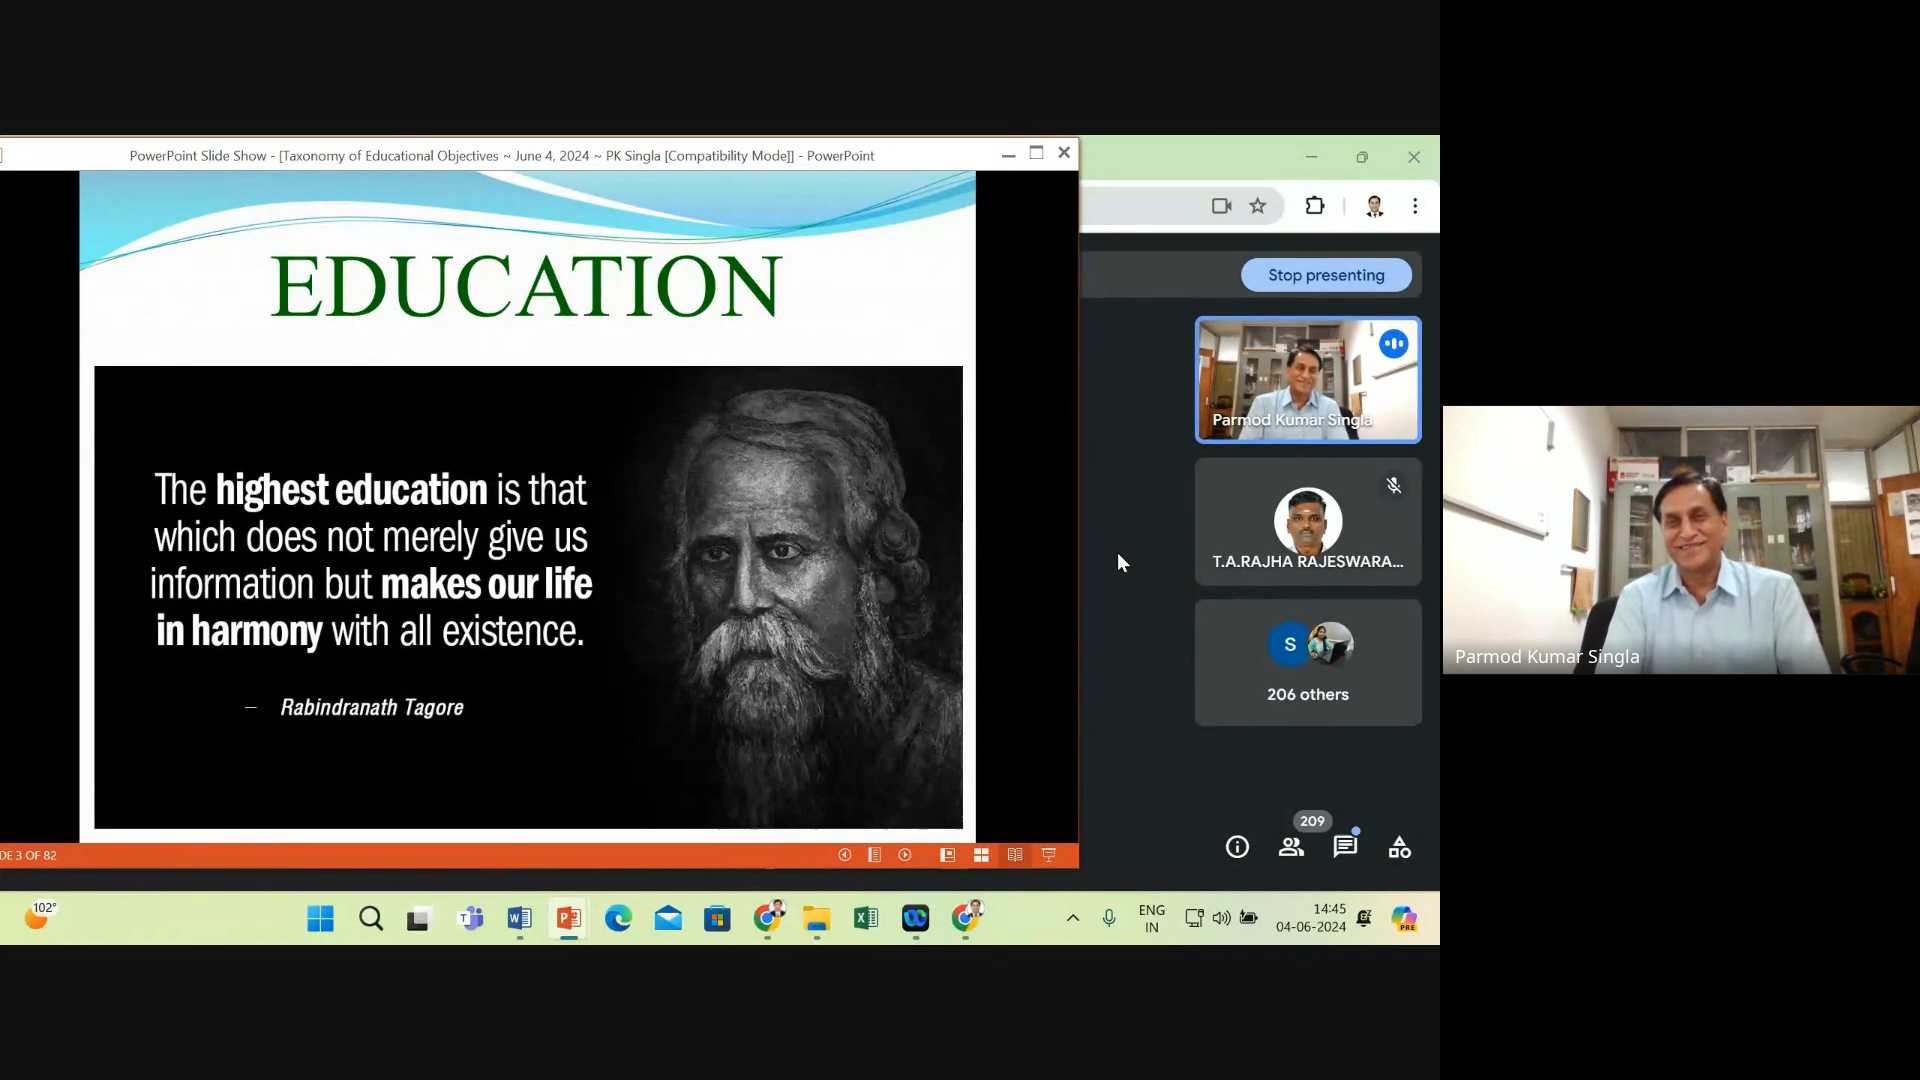 PowerPoint Slide Show - [Taxonomy of Educational Objectives ~ June 4, 2024 ~ PK Singla [Compatibility Mode]] - PowerPoint
EDUCATION
The highest education is that
which does not merely give us
information but makes our life
in harmony with all existence.
– Rabindranath Tagore
DE 3 OF 82
Stop presenting
Parmod Kumar Singla
T.A.RAJHA RAJESWARA...
S
206 others
209
Parmod Kumar Singla
102°
ENG
IN
14:45
04-06-2024
PRE